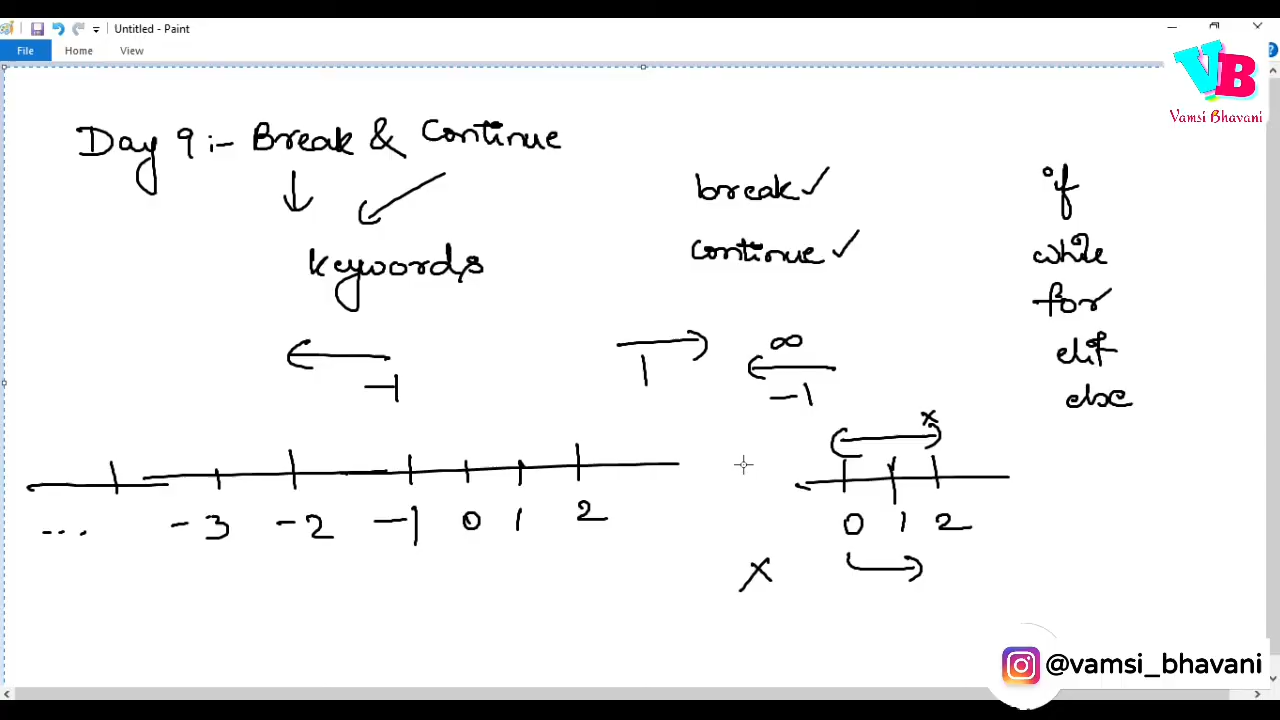 Untitled - Paint
File Home View
VB
Vamsi Bhavani
Day 9 :- Break & Continue
break ✓
continue ✓
keywords
if
while
for
elif
else
-1
1
∞
-1
x
... -3 -2 -1 0 1 2
0 1 2
x
@vamsi_bhavani